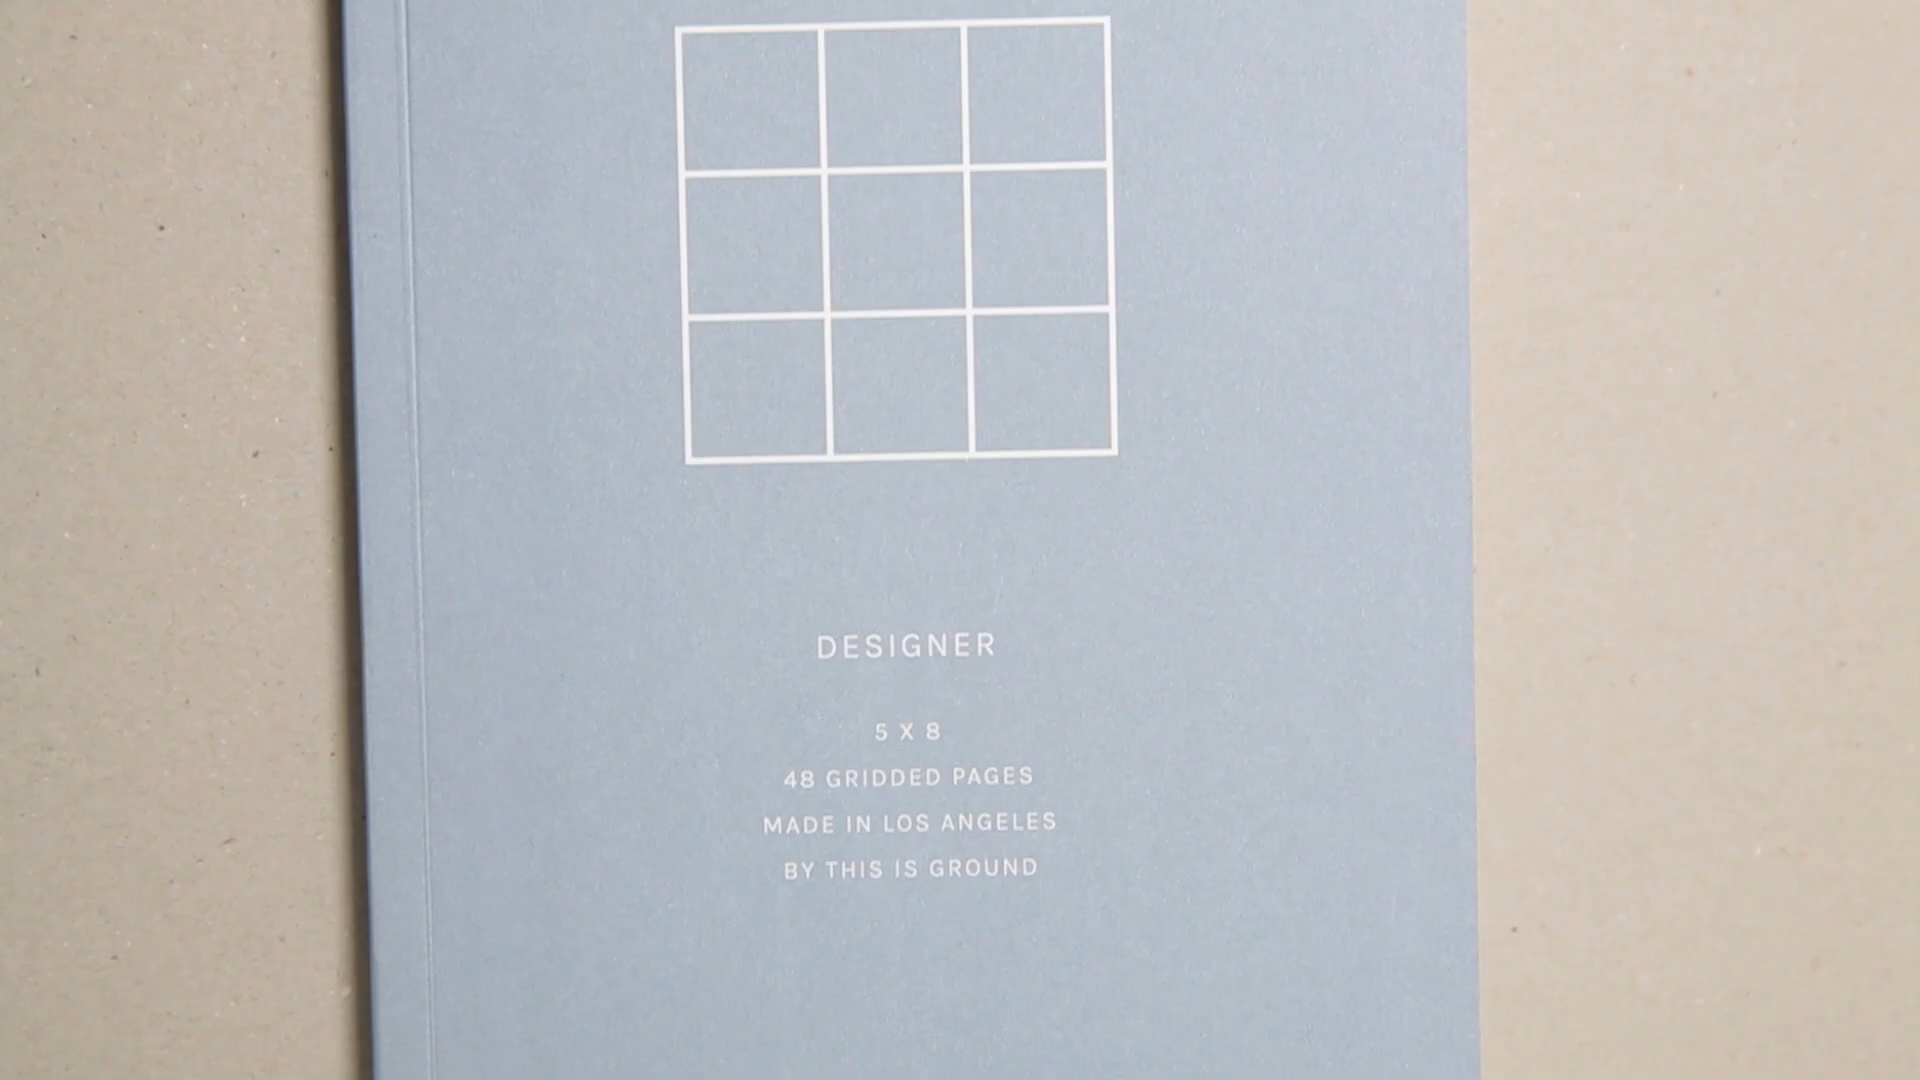 DESIGNER
5 X 8
48 GRIDDED PAGES
MADE IN LOS ANGELES
BY THIS IS GROUND